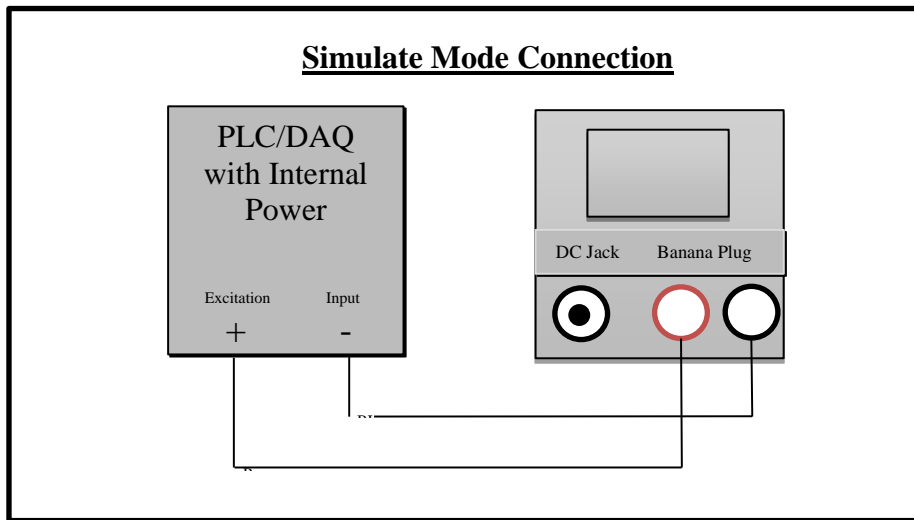 Simulate Mode Connection
PLC/DAQ
with Internal
Power
Excitation
Input
+
-
DC Jack
Banana Plug